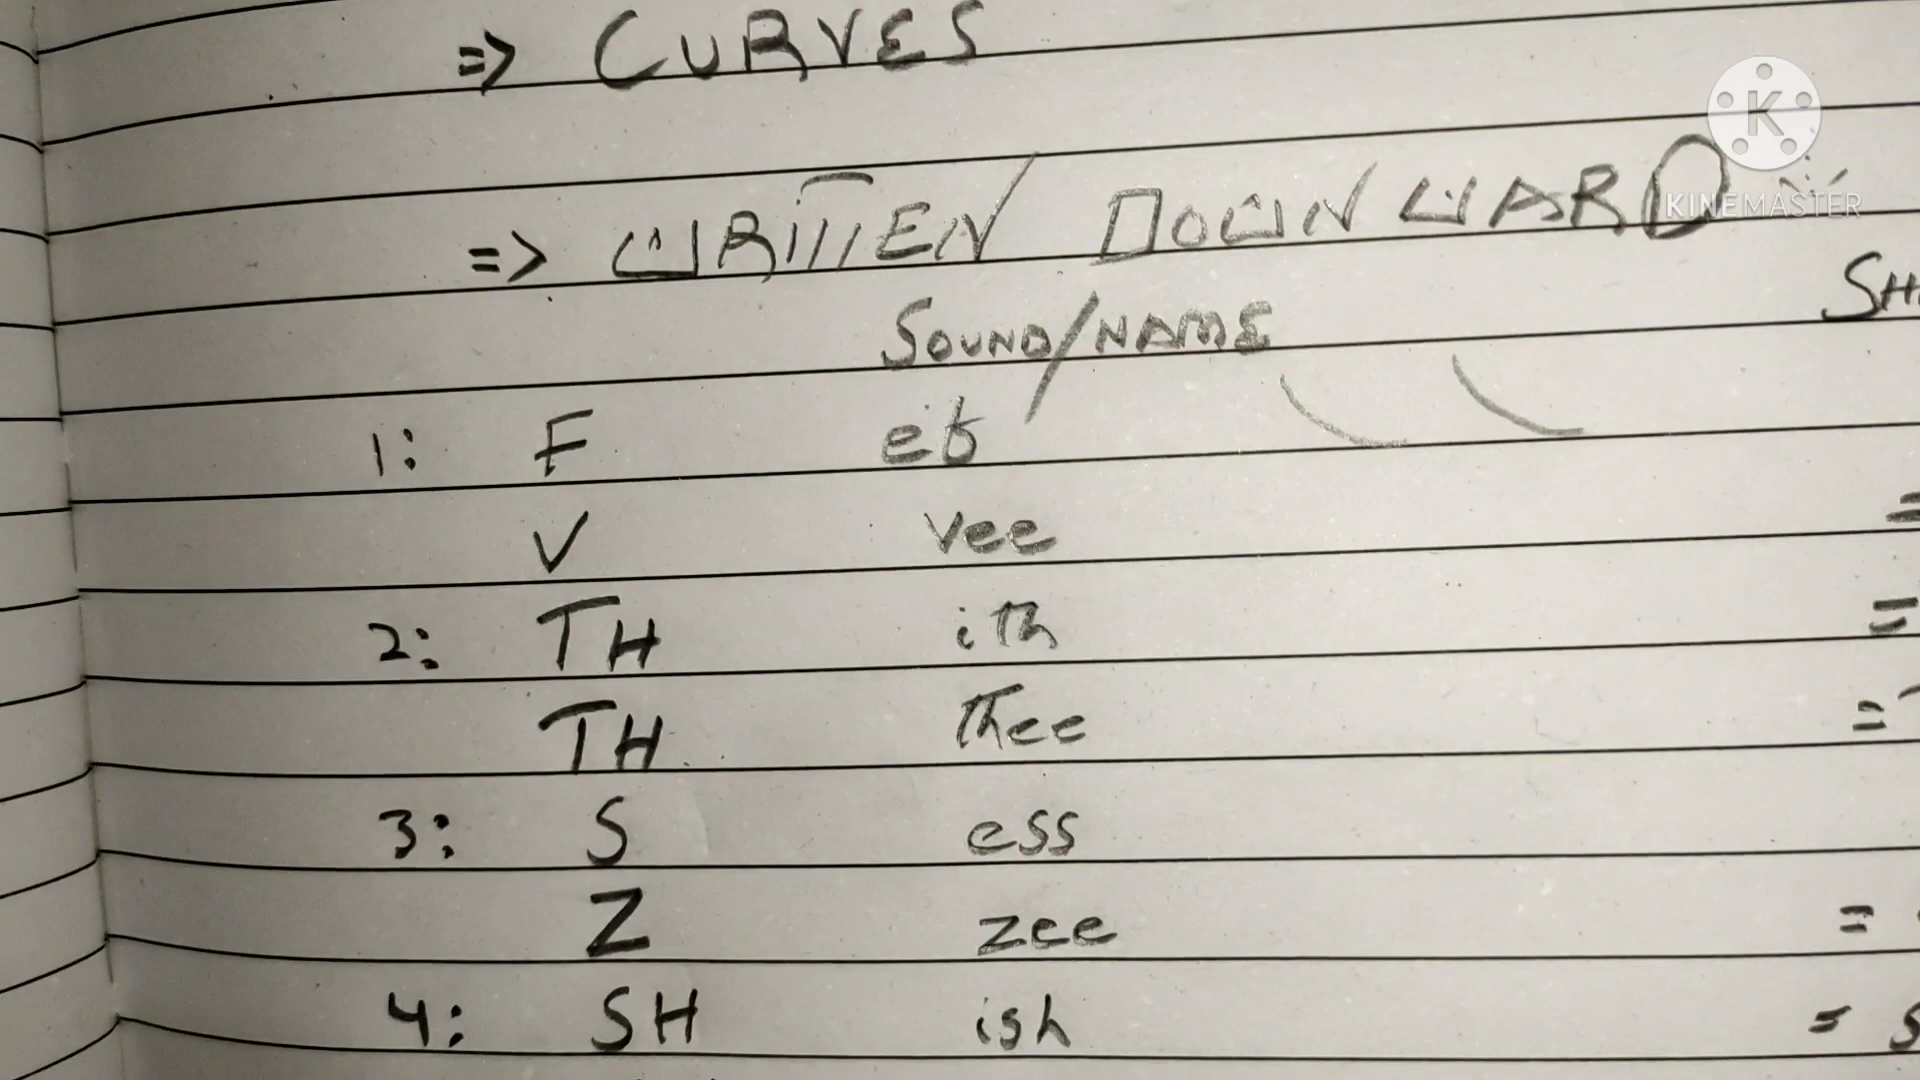 => CURVES
K
KINEMASTER
=> WRITTEN DOWNWARD
SOUND/NAME
1: F ef
V vee =
2: TH ith =
TH thee =
3: S ess
Z zee =
4: SH ish = S